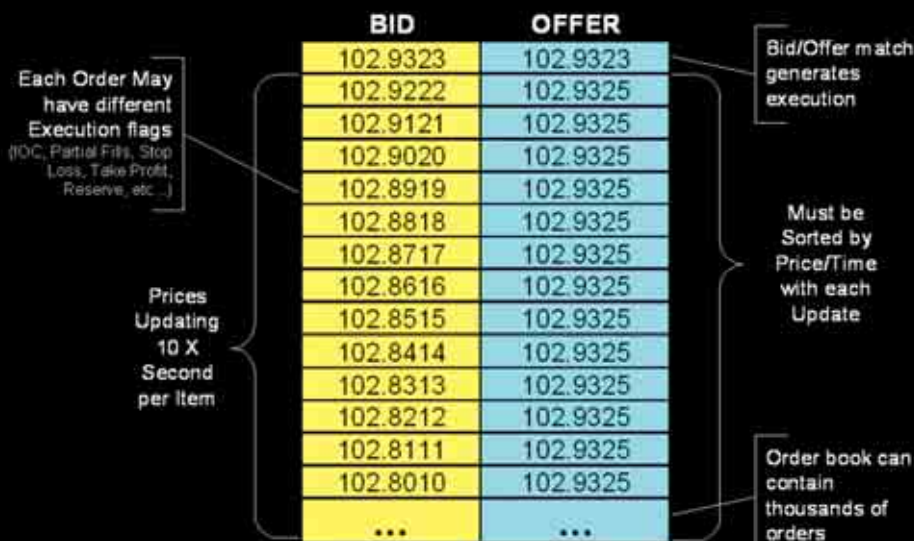 BID OFFER
102.9323 102.9323
102.9222 102.9325
102.9121 102.9325
102.9020 102.9325
102.8919 102.9325
102.8818 102.9325
102.8717 102.9325
102.8616 102.9325
102.8515 102.9325
102.8414 102.9325
102.8313 102.9325
102.8212 102.9325
102.8111 102.9325
102.8010 102.9325
... ...
Each Order May
have different
Execution flags
(IOC, Partial Fills, Stop
Loss, Take Profit,
Reserve, etc...)
Prices
Updating
10 X
Second
per Item
Bid/Offer match
generates
execution
Must be
Sorted by
Price/Time
with each
Update
Order book can
contain
thousands of
orders